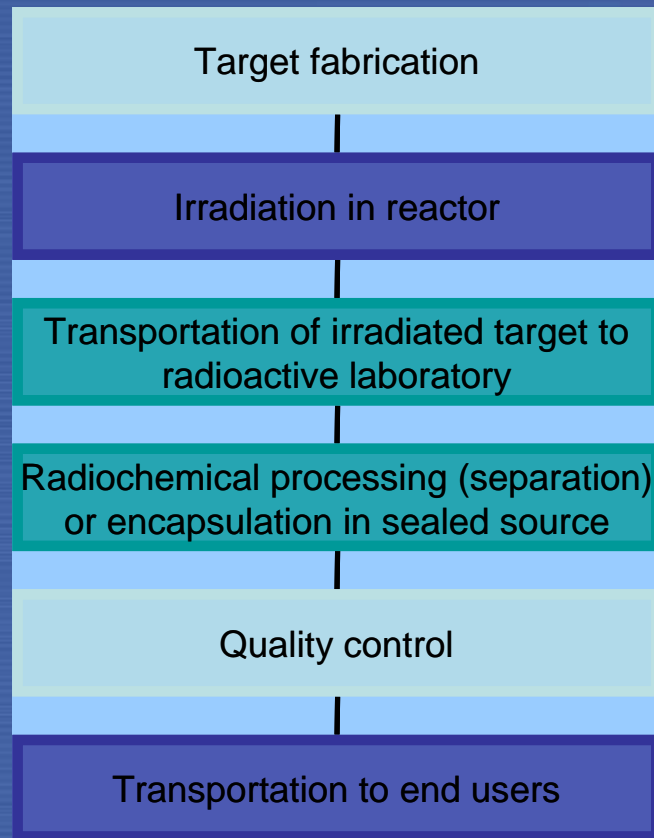 Target fabrication
Irradiation in reactor
Transportation of irradiated target to
radioactive laboratory
Radiochemical processing (separation)
or encapsulation in sealed source
Quality control
Transportation to end users